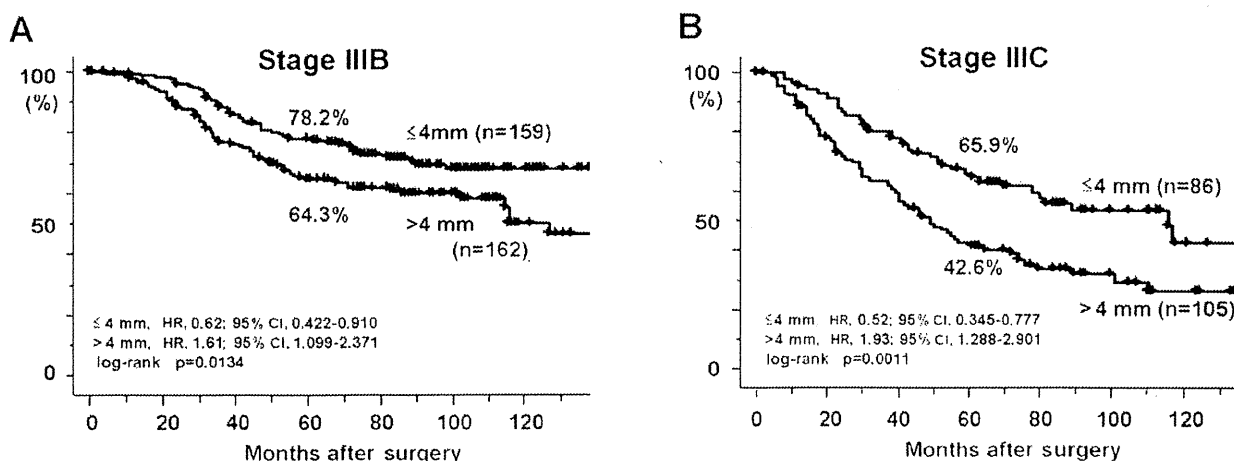 A
Stage IIIB
100
(%)
78.2%
≦4mm (n=159)
50
64.3%
>4 mm
(n=162)
≦4 mm, HR, 0.62; 95% CI, 0.422-0.910
>4 mm, HR, 1.61; 95% CI, 1.099-2.371
log-rank p=0.0134
0
0 20 40 60 80 100 120
Months after surgery
B
Stage IIIC
100
(%)
65.9%
≦4 mm (n=86)
50
42.6%
>4 mm (n=105)
≦4 mm, HR, 0.52; 95% CI, 0.345-0.777
>4 mm, HR, 1.93; 95% CI, 1.288-2.901
log-rank p=0.0011
0
0 20 40 60 80 100 120
Months after surgery